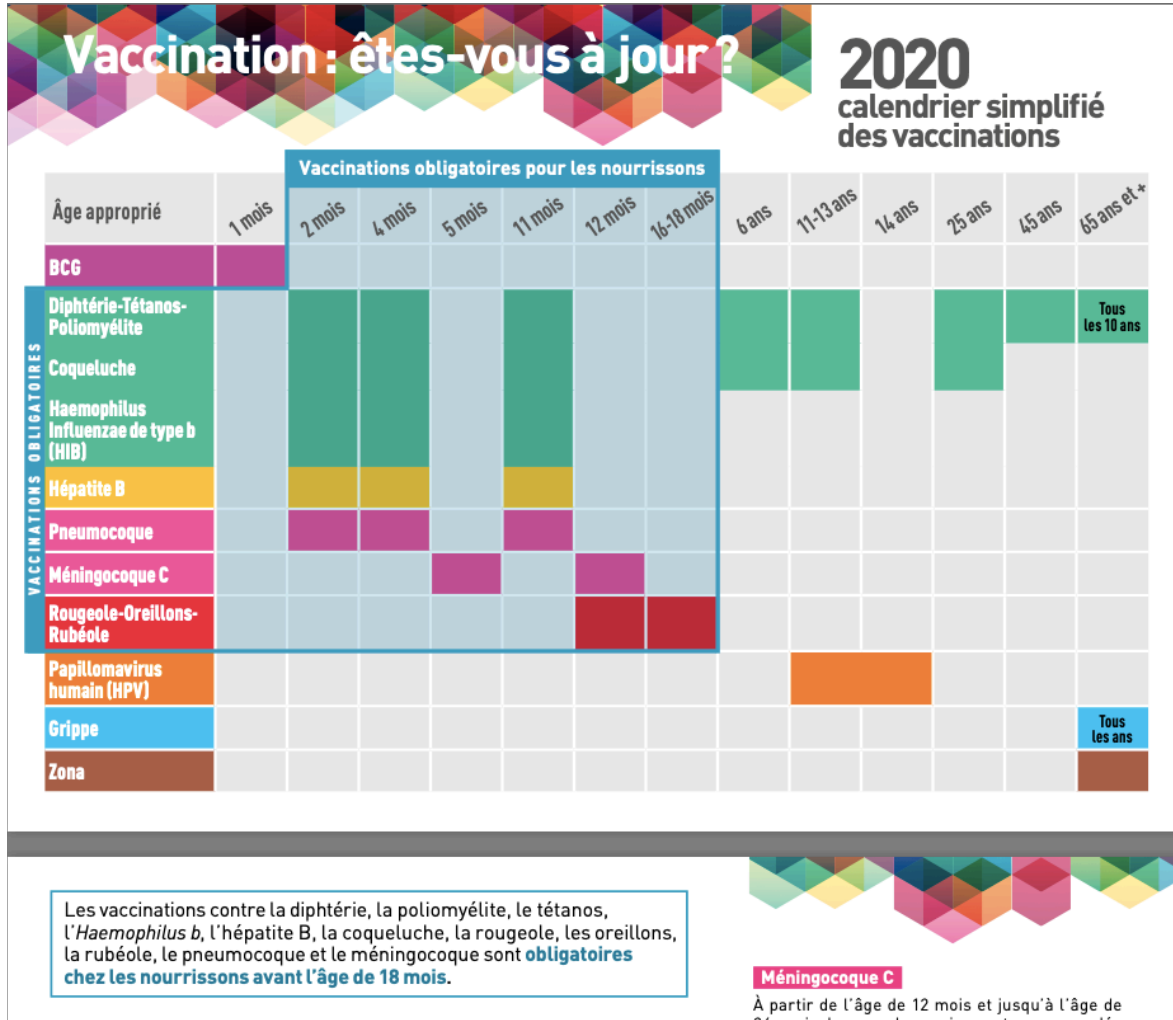 Vaccination : êtes-vous à jour ?
2020
calendrier simplifié
des vaccinations
Vaccinations obligatoires pour les nourrissons
Âge approprié
1 mois
2 mois
4 mois
5 mois
11 mois
12 mois
16-18 mois
6 ans
11-13 ans
14 ans
25 ans
45 ans
65 ans et +
BCG
VACCINATIONS OBLIGATOIRES
Diphtérie-Tétanos-
Poliomyélite
Tous
les 10 ans
Coqueluche
Haemophilus
Influenzae de type b
(HIB)
Hépatite B
Pneumocoque
Méningocoque C
Rougeole-Oreillons-
Rubéole
Papillomavirus
humain (HPV)
Grippe
Tous
les ans
Zona
Les vaccinations contre la diphtérie, la poliomyélite, le tétanos,
l'Haemophilus b, l'hépatite B, la coqueluche, la rougeole, les oreillons,
la rubéole, le pneumocoque et le méningocoque sont obligatoires
chez les nourrissons avant l'âge de 18 mois.
Méningocoque C
À partir de l'âge de 12 mois et jusqu'à l'âge de